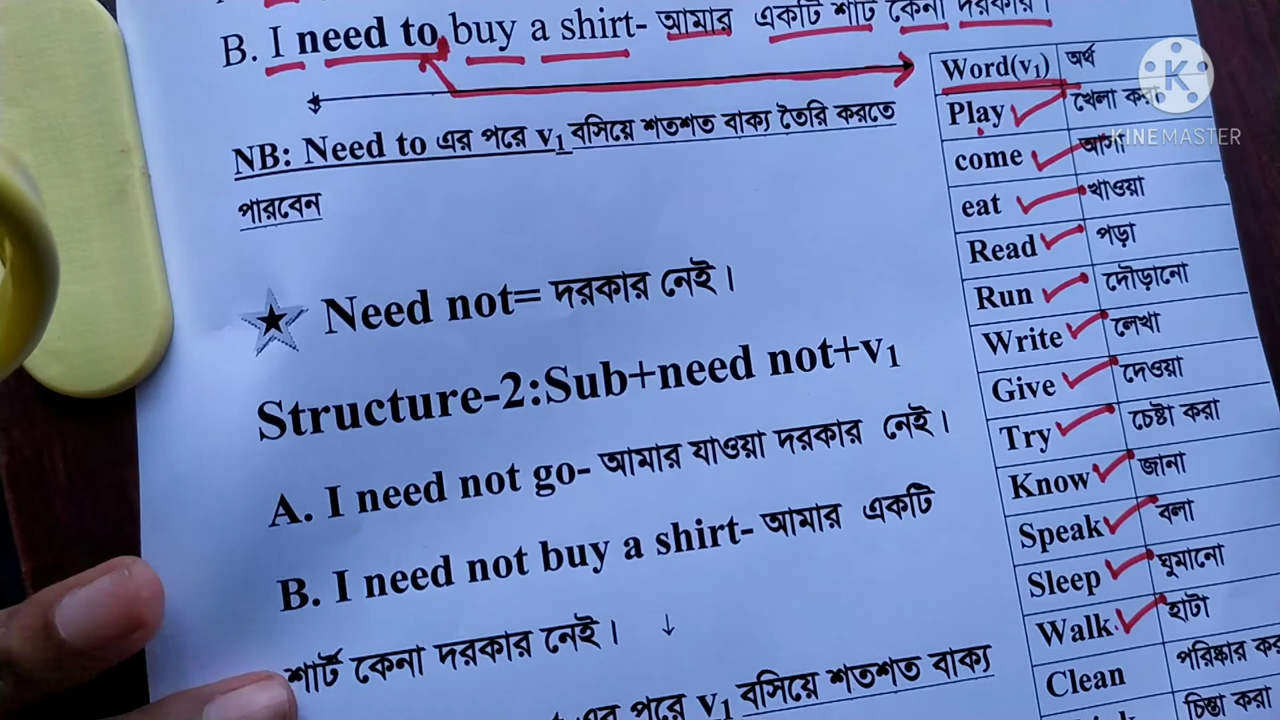 B. I need to buy a shirt- আমার একটি শার্ট কেনা দরকার।
NB: Need to এর পরে v1 বসিয়ে শতশত বাক্য তৈরি করতে
পারবেন
Need not= দরকার নেই।
Structure-2:Sub+need not+v1
A. I need not go- আমার যাওয়া দরকার নেই।
B. I need not buy a shirt- আমার একটি
শার্ট কেনা দরকার নেই।
এর পরে v1 বসিয়ে শতশত বাক্য
Word(v1) অর্থ
Play খেলা করা
come আসা
eat খাওয়া
Read পড়া
Run দৌড়ানো
Write লেখা
Give দেওয়া
Try চেষ্টা করা
Know জানা
Speak বলা
Sleep ঘুমানো
Walk হাটা
Clean পরিষ্কার
চিন্তা করা
K
KINEMASTER